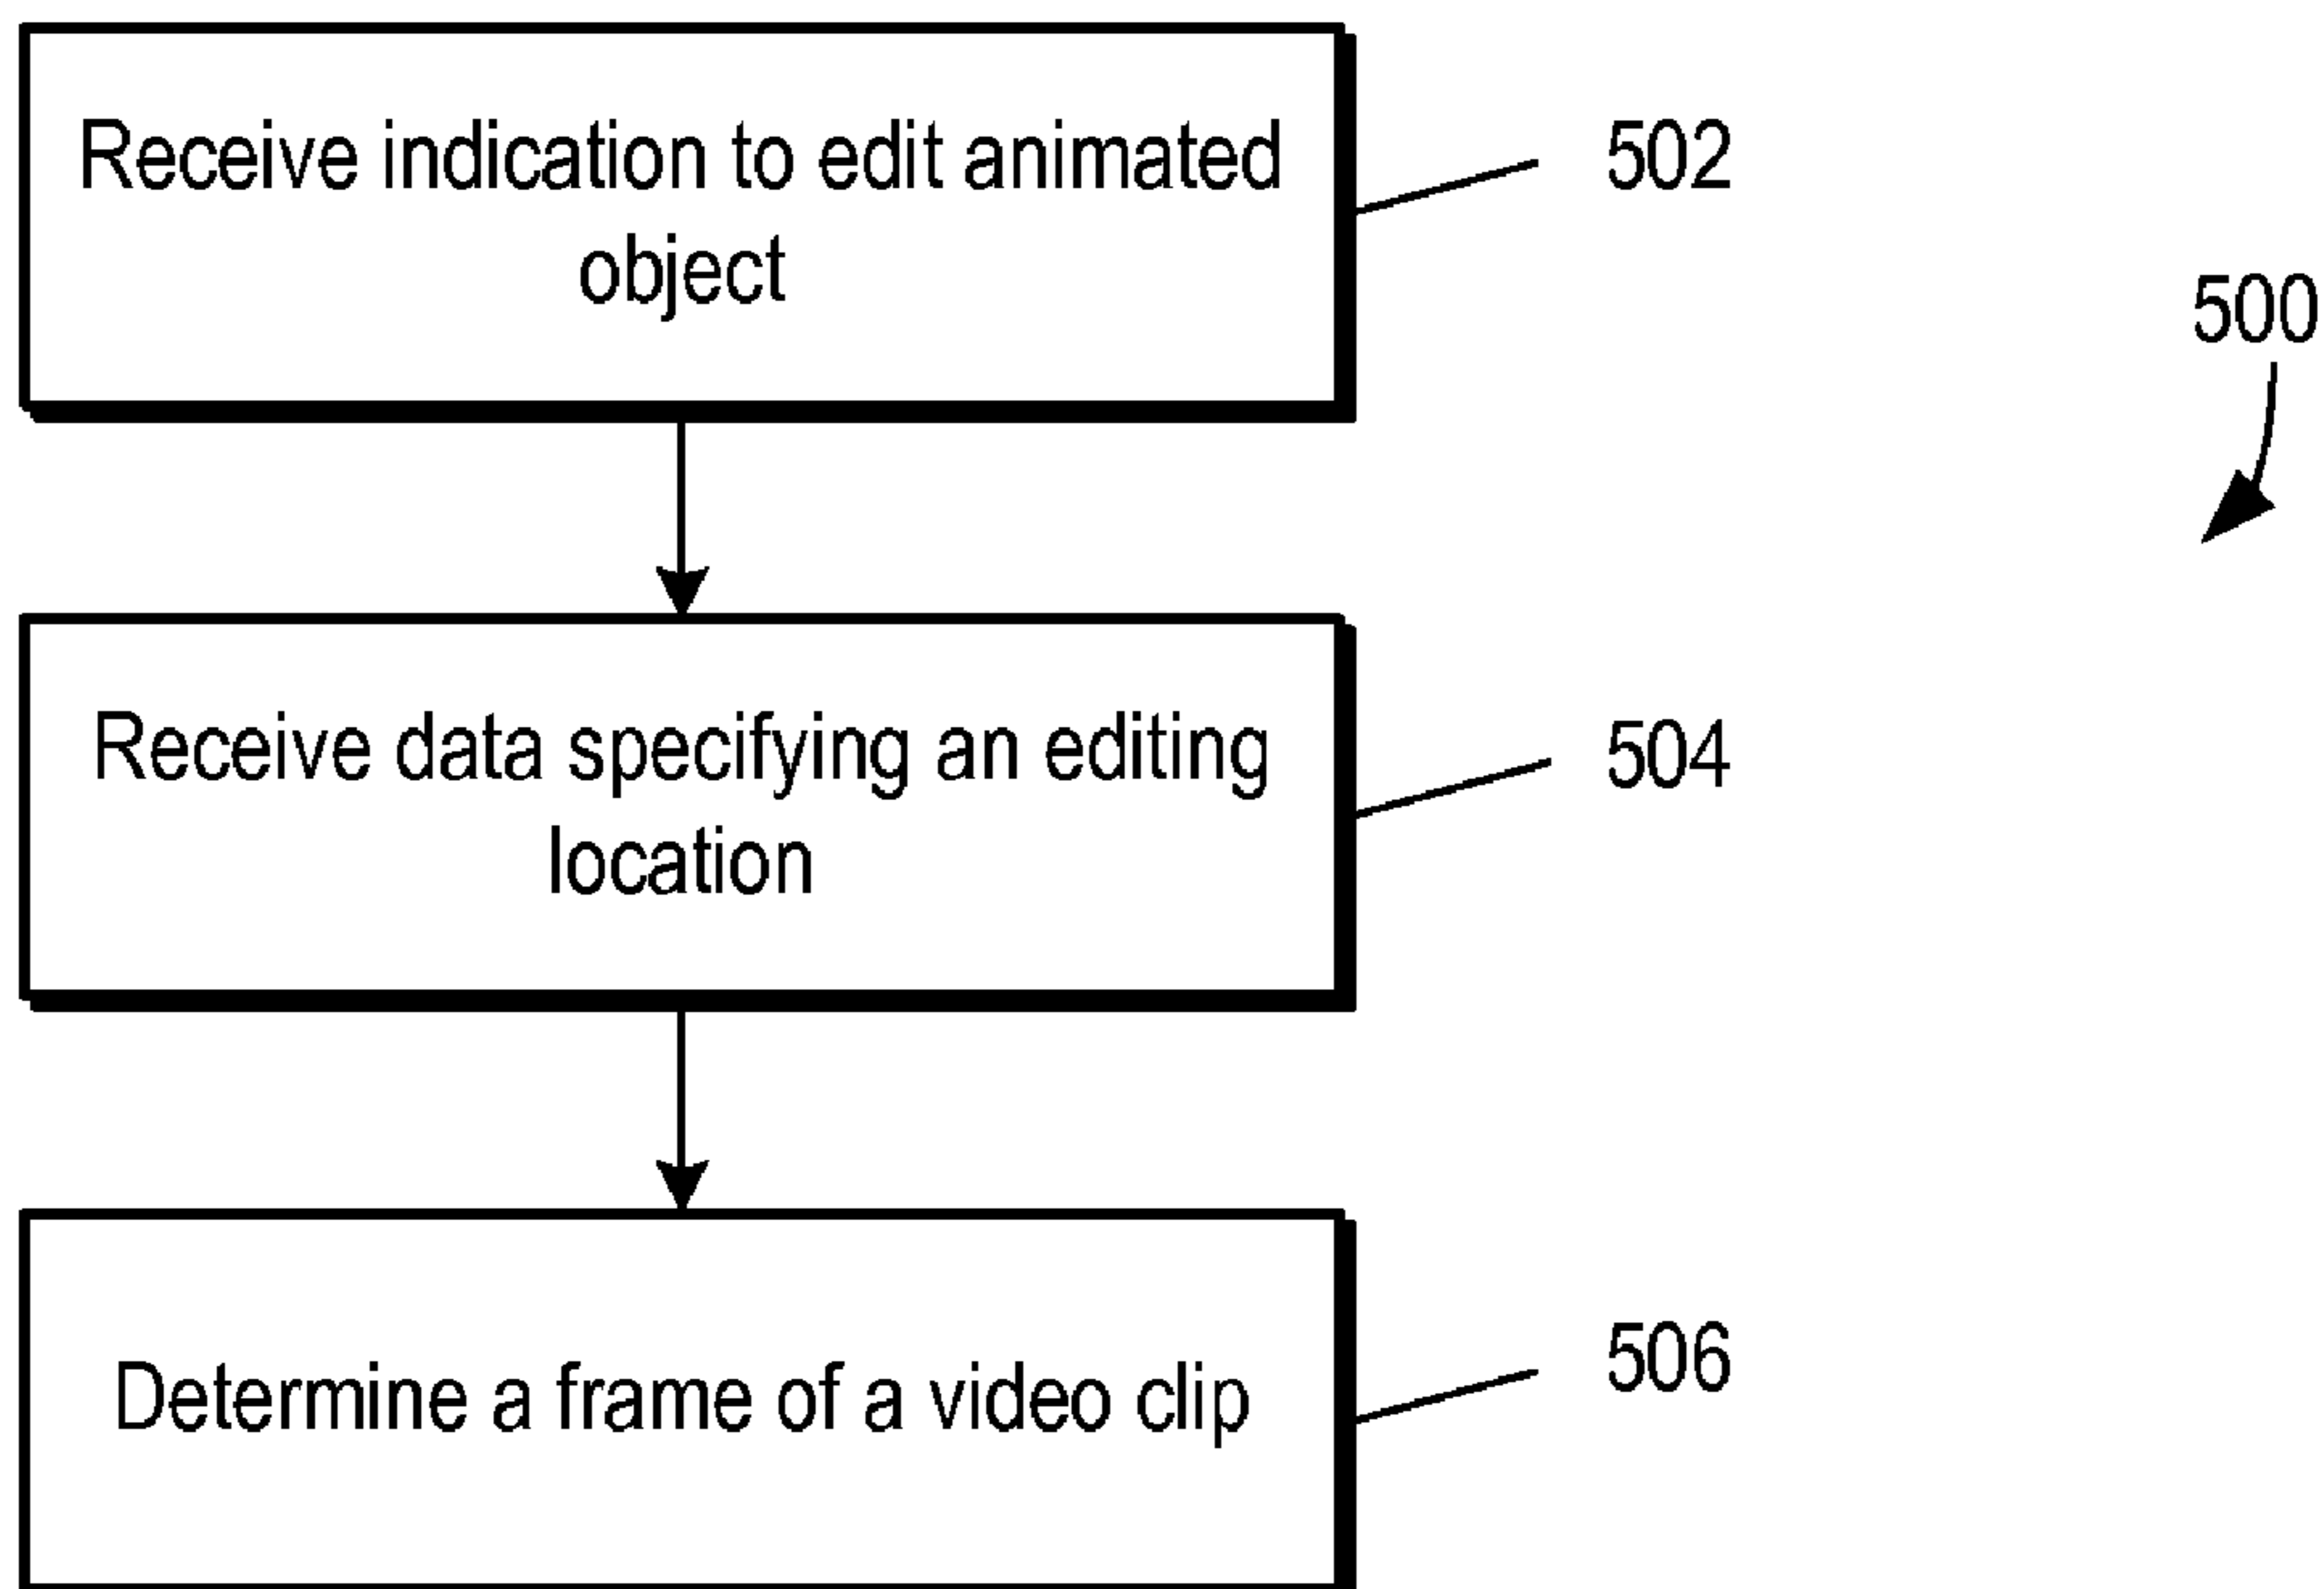 Receive indication to edit animated
object
502
500
Receive data specifying an editing
location
504
Determine a frame of a video clip
506